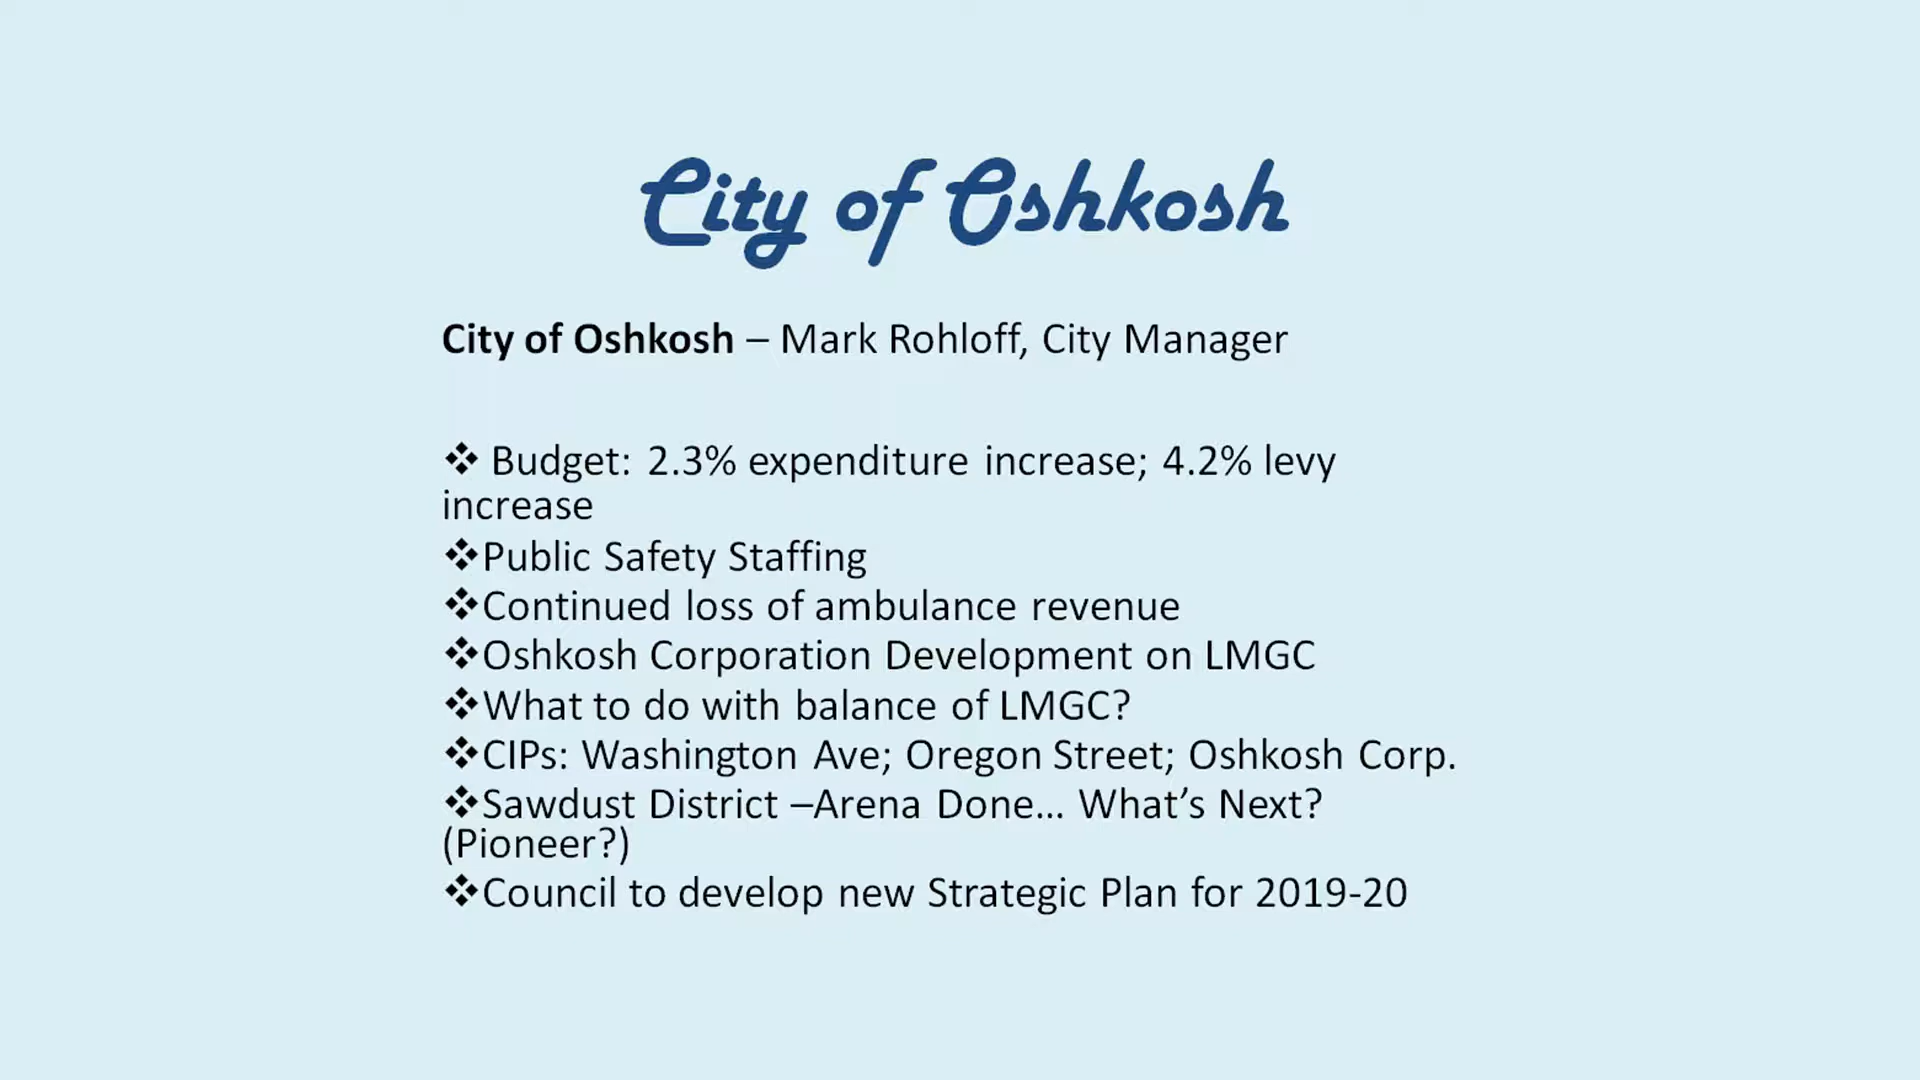 City of Oshkosh
City of Oshkosh – Mark Rohloff, City Manager
❖ Budget: 2.3% expenditure increase; 4.2% levy
increase
❖Public Safety Staffing
❖Continued loss of ambulance revenue
❖Oshkosh Corporation Development on LMGC
❖What to do with balance of LMGC?
❖CIPs: Washington Ave; Oregon Street; Oshkosh Corp.
❖Sawdust District –Arena Done... What’s Next?
(Pioneer?)
❖Council to develop new Strategic Plan for 2019-20